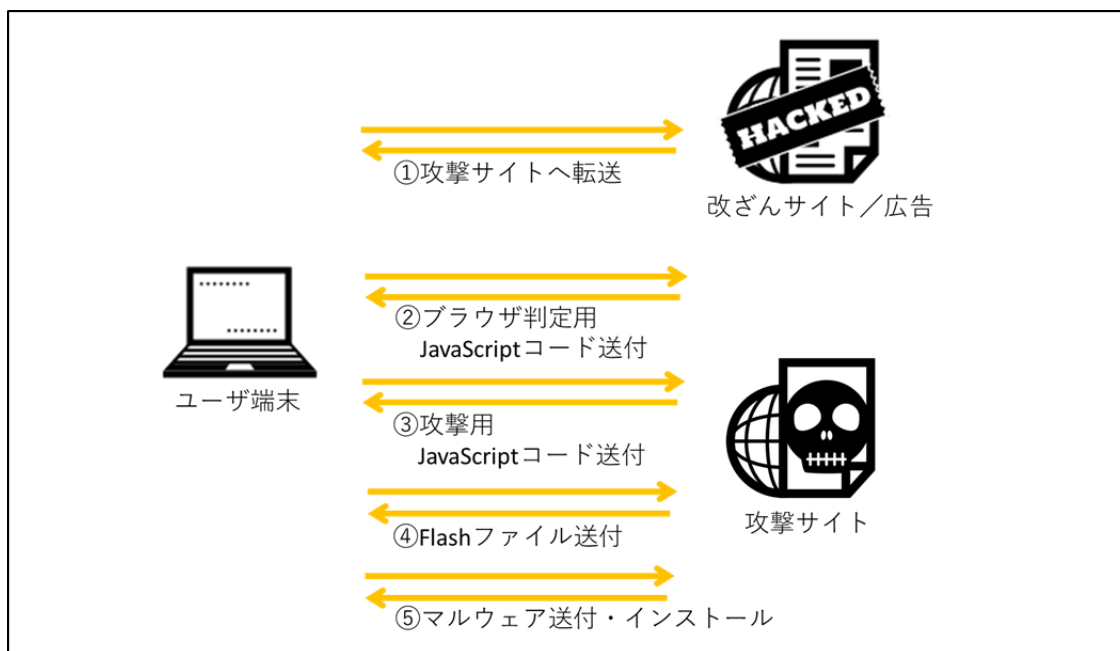 HACKED
①攻撃サイトへ転送
改ざんサイト／広告
②ブラウザ判定用
JavaScriptコード送付
ユーザ端末
③攻撃用
JavaScriptコード送付
攻撃サイト
④Flashファイル送付
⑤マルウェア送付・インストール